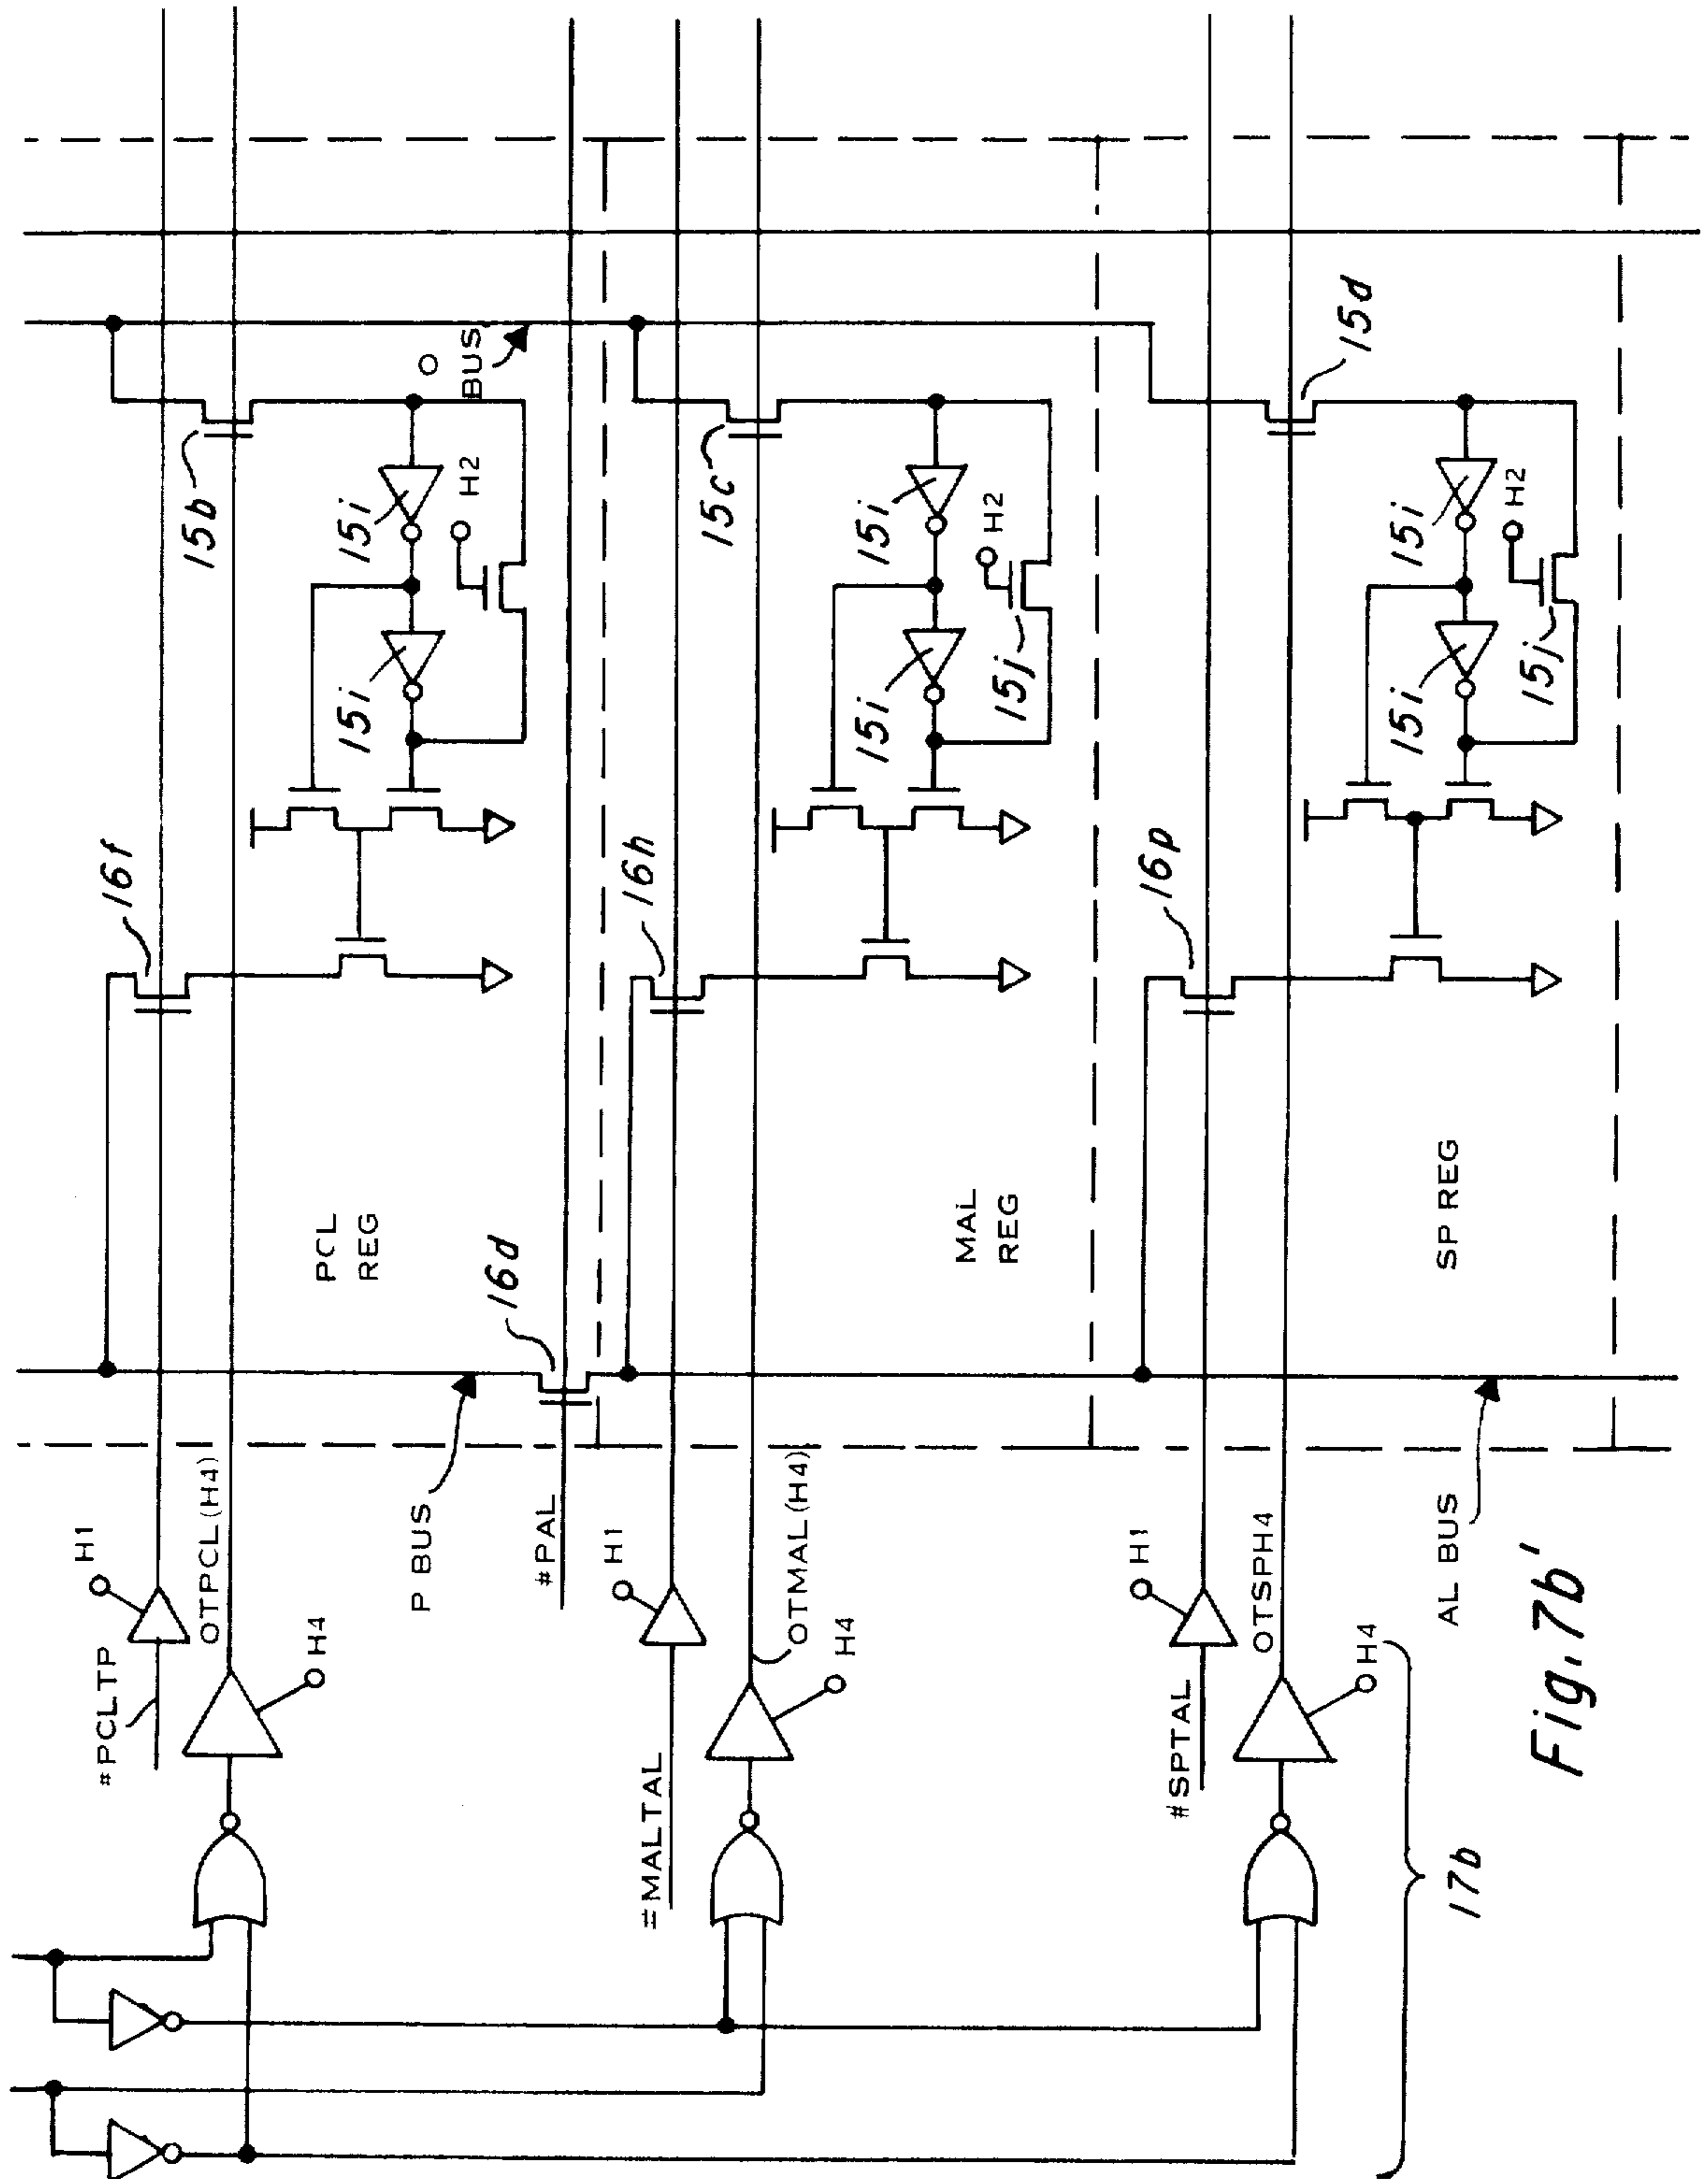 #PCLTP
H1
16f
15b
OTPCL(H4)
H4
PCL
REG
15i
15i
H2
O
BUS
P BUS
16d
#PAL
H1
16h
=MALTAL
15c
OTMAL(H4)
H4
15i
15i
MAL
REG
15j
H2
#SPTAL
H1
16p
OTSPH4
H4
15d
15i
15i
AL BUS
SP REG
17b
15j
H2
Fig.7b'